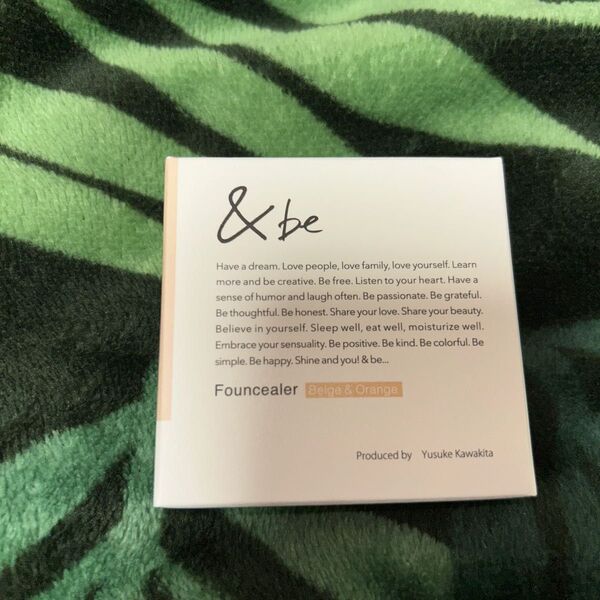 &be
Have a dream. Love people, love family, love yourself. Learn
more and be creative. Be free. Listen to your heart. Have a
sense of humor and laugh often. Be passionate. Be grateful.
Be thoughtful. Be honest. Share your love. Share your beauty.
Believe in yourself. Sleep well, eat well, moisturize well.
Embrace your sensuality. Be positive. Be kind. Be colorful. Be
simple. Be happy. Shine and you! & be...
Founcealer Beige & Orange
Produced by Yusuke Kawakita